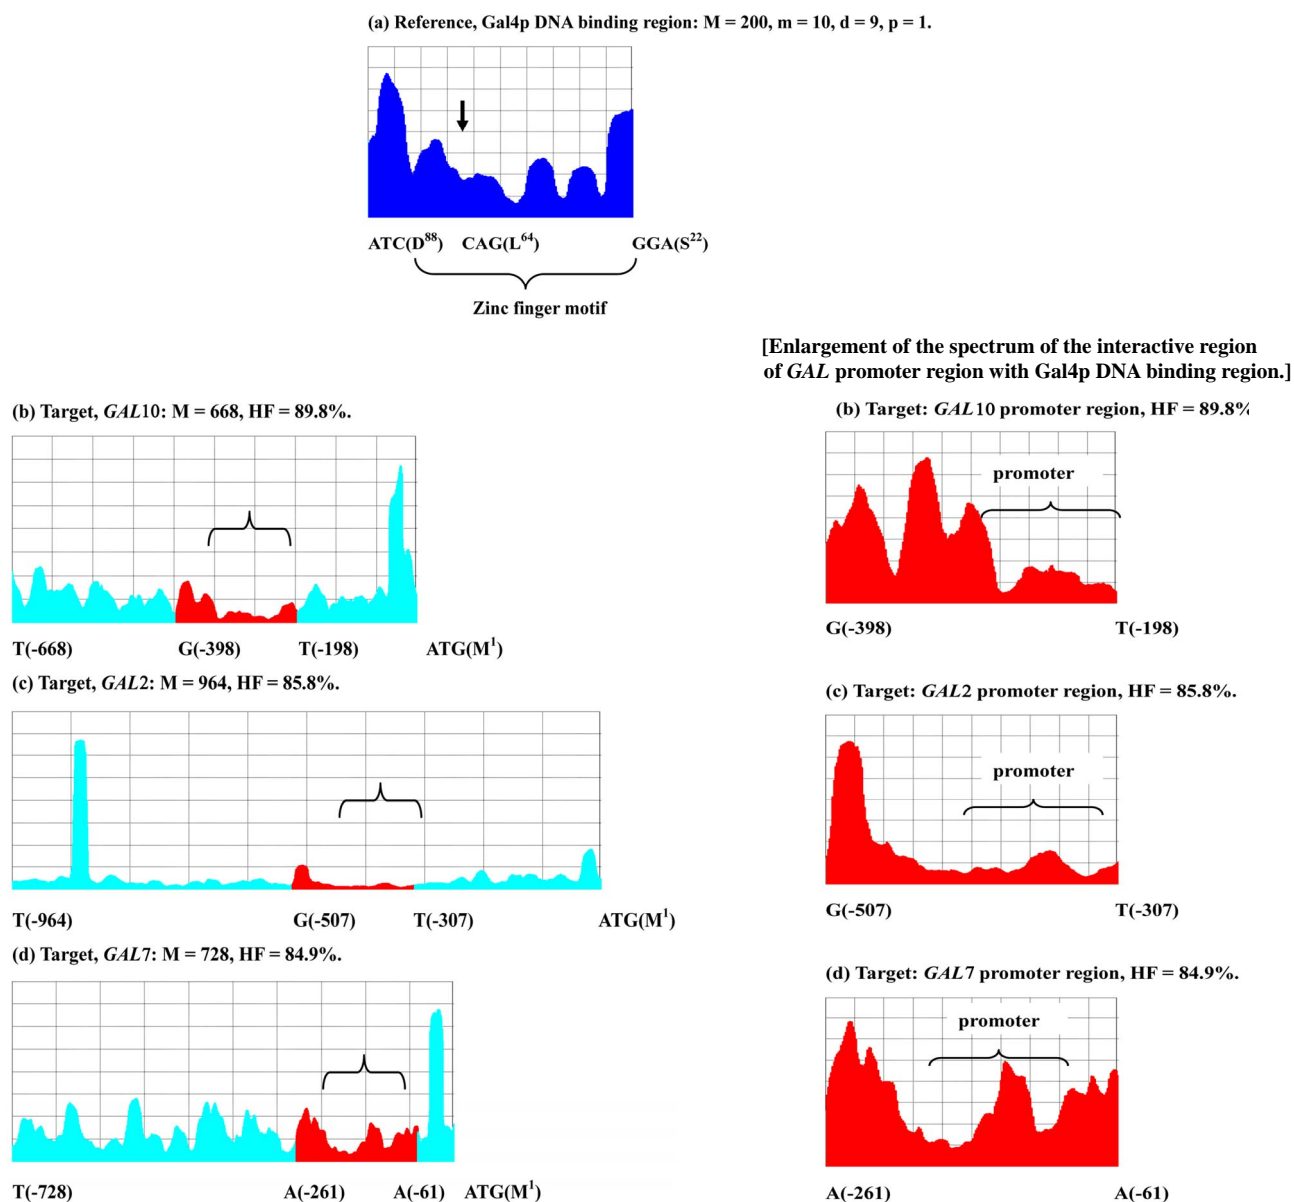 (a) Reference, Gal4p DNA binding region: M = 200, m = 10, d = 9, p = 1.
ATC(D⁸⁸) CAG(L⁶⁴) GGA(S²²)
Zinc finger motif
[Enlargement of the spectrum of the interactive region
of GAL promoter region with Gal4p DNA binding region.]
(b) Target, GAL10: M = 668, HF = 89.8%.
T(-668) G(-398) T(-198) ATG(M¹)
(b) Target: GAL10 promoter region, HF = 89.8%
promoter
G(-398) T(-198)
(c) Target, GAL2: M = 964, HF = 85.8%.
T(-964) G(-507) T(-307) ATG(M¹)
(c) Target: GAL2 promoter region, HF = 85.8%.
promoter
G(-507) T(-307)
(d) Target, GAL7: M = 728, HF = 84.9%.
T(-728) A(-261) A(-61) ATG(M¹)
(d) Target: GAL7 promoter region, HF = 84.9%.
promoter
A(-261) A(-61)